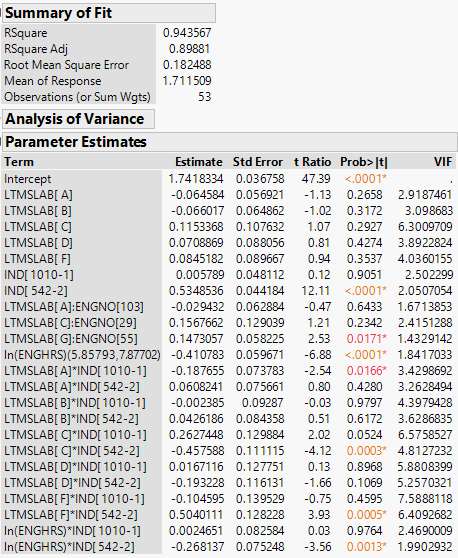 Summary of Fit
RSquare 0.943567
RSquare Adj 0.89881
Root Mean Square Error 0.182488
Mean of Response 1.711509
Observations (or Sum Wgts) 53
Analysis of Variance
Parameter Estimates
Term Estimate Std Error t Ratio Prob>|t| VIF
Intercept 1.7418334 0.036758 47.39 <.0001* .
LTMSLAB[ A] -0.064584 0.056921 -1.13 0.2658 2.9187461
LTMSLAB[ B] -0.066017 0.064862 -1.02 0.3172 3.098683
LTMSLAB[ C] 0.1153368 0.107632 1.07 0.2927 6.3009709
LTMSLAB[ D] 0.0708869 0.088056 0.81 0.4274 3.8922824
LTMSLAB[ F] 0.0845182 0.089667 0.94 0.3537 4.0360155
IND[ 1010-1] 0.005789 0.048112 0.12 0.9051 2.502299
IND[ 542-2] 0.5348536 0.044184 12.11 <.0001* 2.0507054
LTMSLAB[ A]:ENGNO[103] -0.029432 0.062884 -0.47 0.6433 1.6713853
LTMSLAB[ C]:ENGNO[29] 0.1567662 0.129039 1.21 0.2342 2.4151288
LTMSLAB[ G]:ENGNO[55] 0.1473057 0.058225 2.53 0.0171* 1.4329142
ln(ENGHRS)(5.85793,7.87702) -0.410783 0.059671 -6.88 <.0001* 1.8417033
LTMSLAB[ A]*IND[ 1010-1] -0.187655 0.073783 -2.54 0.0166* 3.4298692
LTMSLAB[ A]*IND[ 542-2] 0.0608241 0.075661 0.80 0.4280 3.2628494
LTMSLAB[ B]*IND[ 1010-1] -0.002385 0.09287 -0.03 0.9797 4.3979428
LTMSLAB[ B]*IND[ 542-2] 0.0426186 0.084358 0.51 0.6172 3.6286835
LTMSLAB[ C]*IND[ 1010-1] 0.2627448 0.129884 2.02 0.0524 6.5758527
LTMSLAB[ C]*IND[ 542-2] -0.457588 0.111115 -4.12 0.0003* 4.8127232
LTMSLAB[ D]*IND[ 1010-1] 0.0167116 0.127751 0.13 0.8968 5.8808399
LTMSLAB[ D]*IND[ 542-2] -0.193228 0.116131 -1.66 0.1069 5.2570321
LTMSLAB[ F]*IND[ 1010-1] -0.104595 0.139529 -0.75 0.4595 7.5888118
LTMSLAB[ F]*IND[ 542-2] 0.5040111 0.128228 3.93 0.0005* 6.4092682
ln(ENGHRS)*IND[ 1010-1] 0.0024651 0.082584 0.03 0.9764 2.4690009
ln(ENGHRS)*IND[ 542-2] -0.268137 0.075248 -3.56 0.0013* 1.9902932